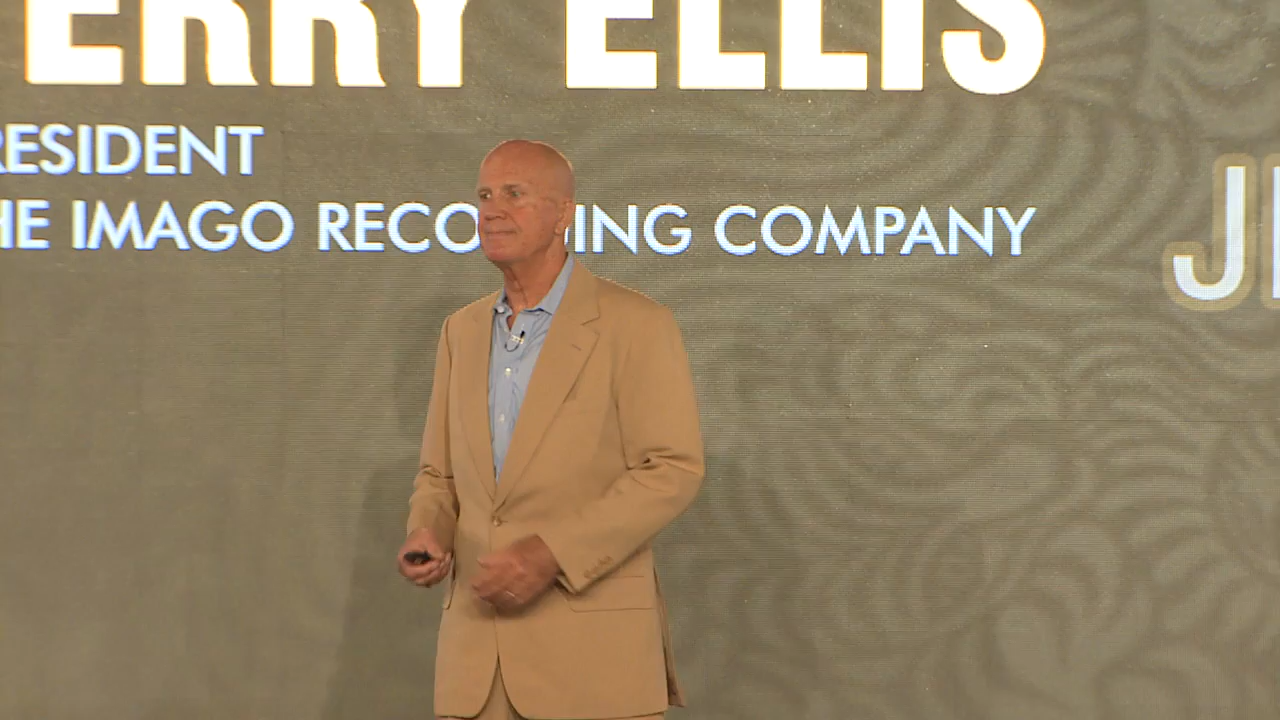 ERRY ELLIS
RESIDENT
HE IMAGO RECO ING COMPANY
J